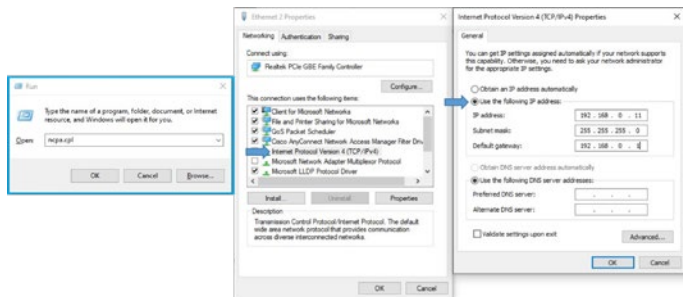 Run
Type the name of a program, folder, document, or Internet
resource, and Windows will open it for you.
Open:
ncpa.cpl
OK
Cancel
Browse...
Ethernet 2 Properties
Networking
Authentication
Sharing
Connect using:
Realtek PCIe GBE Family Controller
Configure...
This connection uses the following items:
Client for Microsoft Networks
File and Printer Sharing for Microsoft Networks
QoS Packet Scheduler
Cisco AnyConnect Network Access Manager Filter Driv
Internet Protocol Version 4 (TCP/IPv4)
Microsoft Network Adapter Multiplexor Protocol
Microsoft LLDP Protocol Driver
Install...
Uninstall
Properties
Description
Transmission Control Protocol/Internet Protocol. The default
wide area network protocol that provides communication
across diverse interconnected networks.
OK
Cancel
Internet Protocol Version 4 (TCP/IPv4) Properties
General
You can get IP settings assigned automatically if your network supports
this capability. Otherwise, you need to ask your network administrator
for the appropriate IP settings.
Obtain an IP address automatically
Use the following IP address:
IP address:
192 . 168 . 0 . 11
Subnet mask:
255 . 255 . 255 . 0
Default gateway:
192 . 168 . 0 . 1
Obtain DNS server address automatically
Use the following DNS server addresses:
Preferred DNS server:
Alternate DNS server:
Validate settings upon exit
Advanced...
OK
Cancel